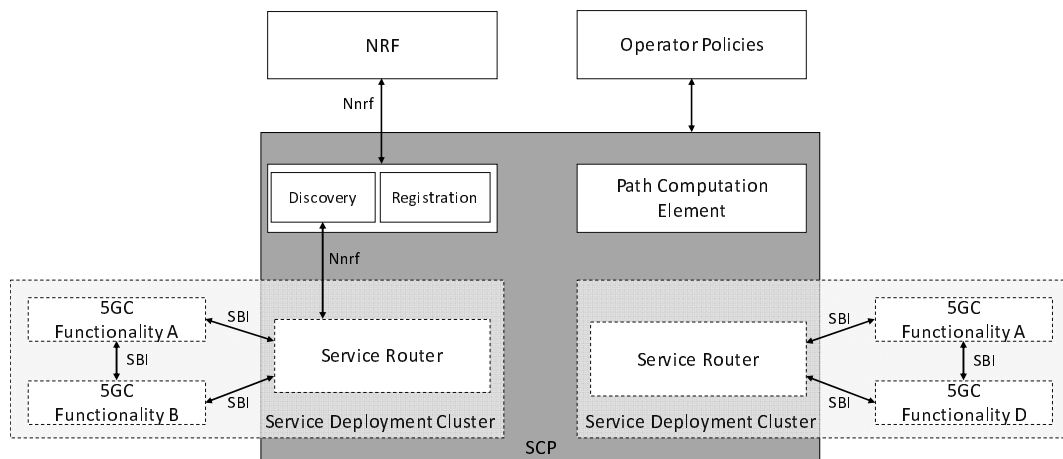 NRF
Operator Policies
Nnrf
Discovery
Registration
Path Computation
Element
Nnrf
5GC
Functionality A
SBI
SBI
5GC
Functionality B
SBI
Service Router
Service Deployment Cluster
Service Router
Service Deployment Cluster
SBI
5GC
Functionality A
SBI
SBI
5GC
Functionality D
SCP